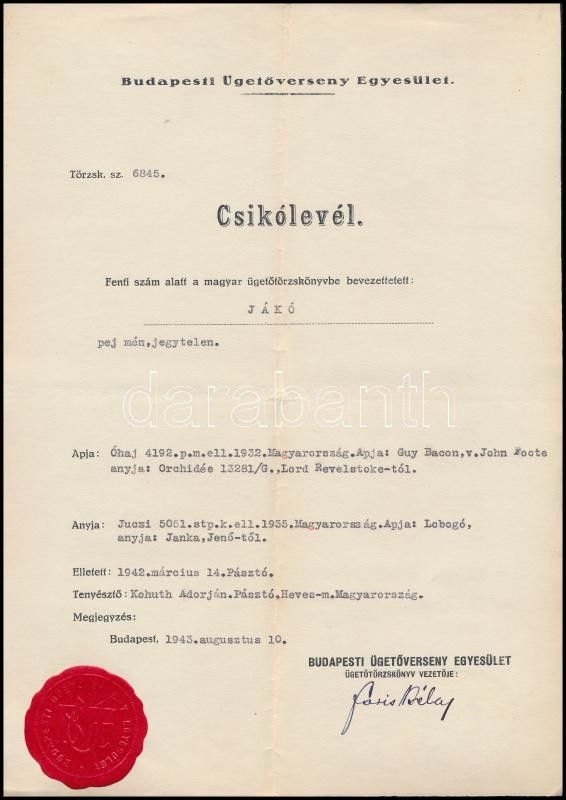 Budapesti Ügetőverseny Egyesület.
Törzsk. sz. 6845.
Csikólevél.
Fenti szám alatt a magyar ügetőtörzskönyvbe bevezettetett:
JÁKÓ
pej mén,jegytelen.
darabanth
Apja: Óhaj 4192.p.m.ell.1932.Magyarország.Apja: Guy Bacon,v.John Foote
anyja: Orchidée 13281/G.,Lord Revelstoke-tól.
Anyja: Juczi 5051.stp.k.ell.1935.Magyarország.Apja: Lobogó,
anyja: Janka,Jenő-től.
Elletett: 1942.március 14.Pásztó.
Tenyésztő: Kohuth Adorján.Pásztó,Heves-m.Magyarország.
Megjegyzés:
Budapest, 1943.augusztus 10.
BUDAPESTI ÜGETŐVERSENY EGYESÜLET
ÜGETŐTÖRZSKÖNYV VEZETŐJE:
BUDAPESTI ÜGETŐVERSENY EGYESÜLET